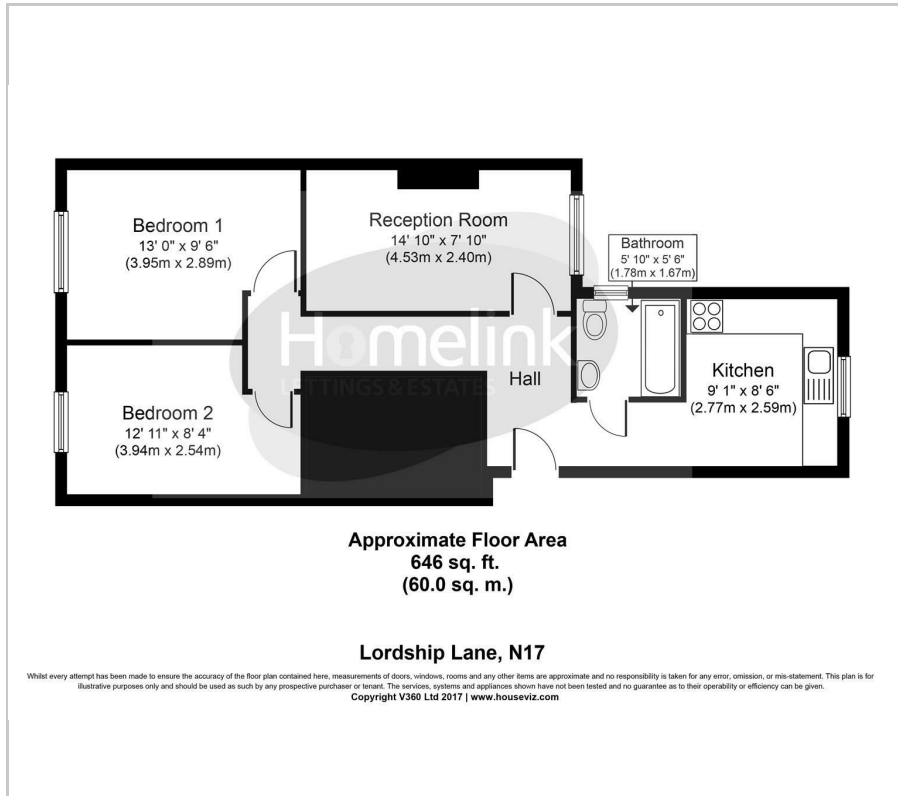 Bedroom 1
13' 0" x 9' 6"
(3.95m x 2.89m)
Reception Room
14' 10" x 7' 10"
(4.53m x 2.40m)
Bathroom
5' 10" x 5' 6"
(1.78m x 1.67m)
Homelink
LETTINGS & ESTATES
Hall
Kitchen
9' 1" x 8' 6"
(2.77m x 2.59m)
Bedroom 2
12' 11" x 8' 4"
(3.94m x 2.54m)
Approximate Floor Area
646 sq. ft.
(60.0 sq. m.)
Lordship Lane, N17
Whilst every attempt has been made to ensure the accuracy of the floor plan contained here, measurements of doors, windows, rooms and any other items are approximate and no responsibility is taken for any error, omission, or mis-statement. This plan is for
illustrative purposes only and should be used as such by any prospective purchaser or tenant. The services, systems and appliances shown have not been tested and no guarantee as to their operability or efficiency can be given.
Copyright V360 Ltd 2017 | www.houseviz.com